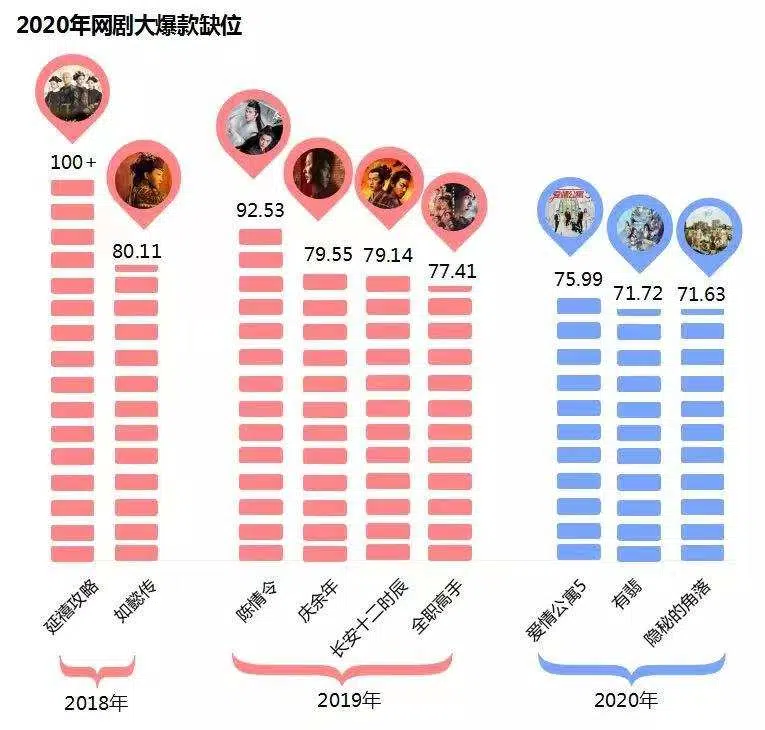 2020年网剧大爆款缺位
100+
80.11
92.53
79.55
79.14
77.41
75.99
71.72
71.63
爱情公寓
延禧攻略
如懿传
陈情令
庆余年
长安十二时辰
全职高手
爱情公寓5
有翡
隐秘的角落
2018年
2019年
2020年